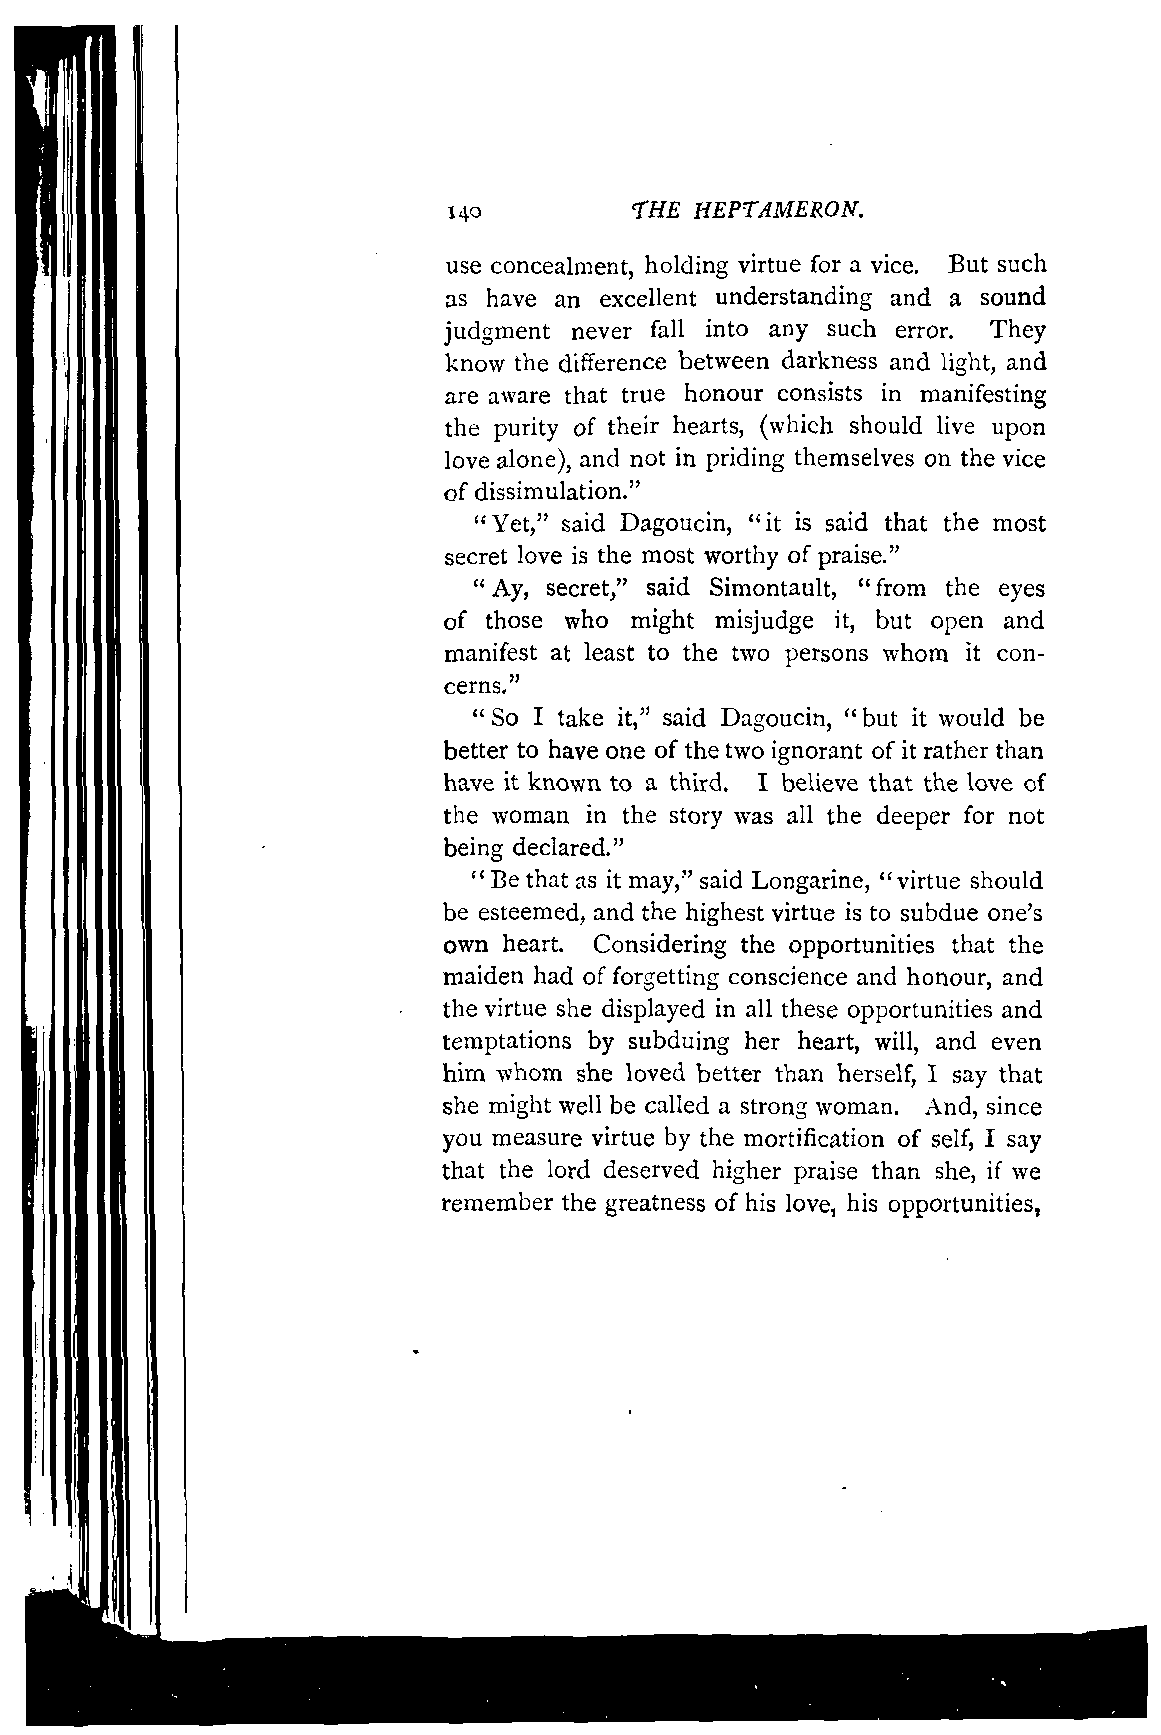 140 THE HEPTAMERON.
use concealment, holding virtue for a vice. But such
as have an excellent understanding and a sound
judgment never fall into any such error. They
know the difference between darkness and light, and
are aware that true honour consists in manifesting
the purity of their hearts, (which should live upon
love alone), and not in priding themselves on the vice
of dissimulation."
"Yet," said Dagoucin, "it is said that the most
secret love is the most worthy of praise."
"Ay, secret," said Simontault, "from the eyes
of those who might misjudge it, but open and
manifest at least to the two persons whom it con-
cerns."
"So I take it," said Dagoucin, "but it would be
better to have one of the two ignorant of it rather than
have it known to a third. I believe that the love of
the woman in the story was all the deeper for not
being declared."
"Be that as it may," said Longarine, "virtue should
be esteemed, and the highest virtue is to subdue one's
own heart. Considering the opportunities that the
maiden had of forgetting conscience and honour, and
the virtue she displayed in all these opportunities and
temptations by subduing her heart, will, and even
him whom she loved better than herself, I say that
she might well be called a strong woman. And, since
you measure virtue by the mortification of self, I say
that the lord deserved higher praise than she, if we
remember the greatness of his love, his opportunities,